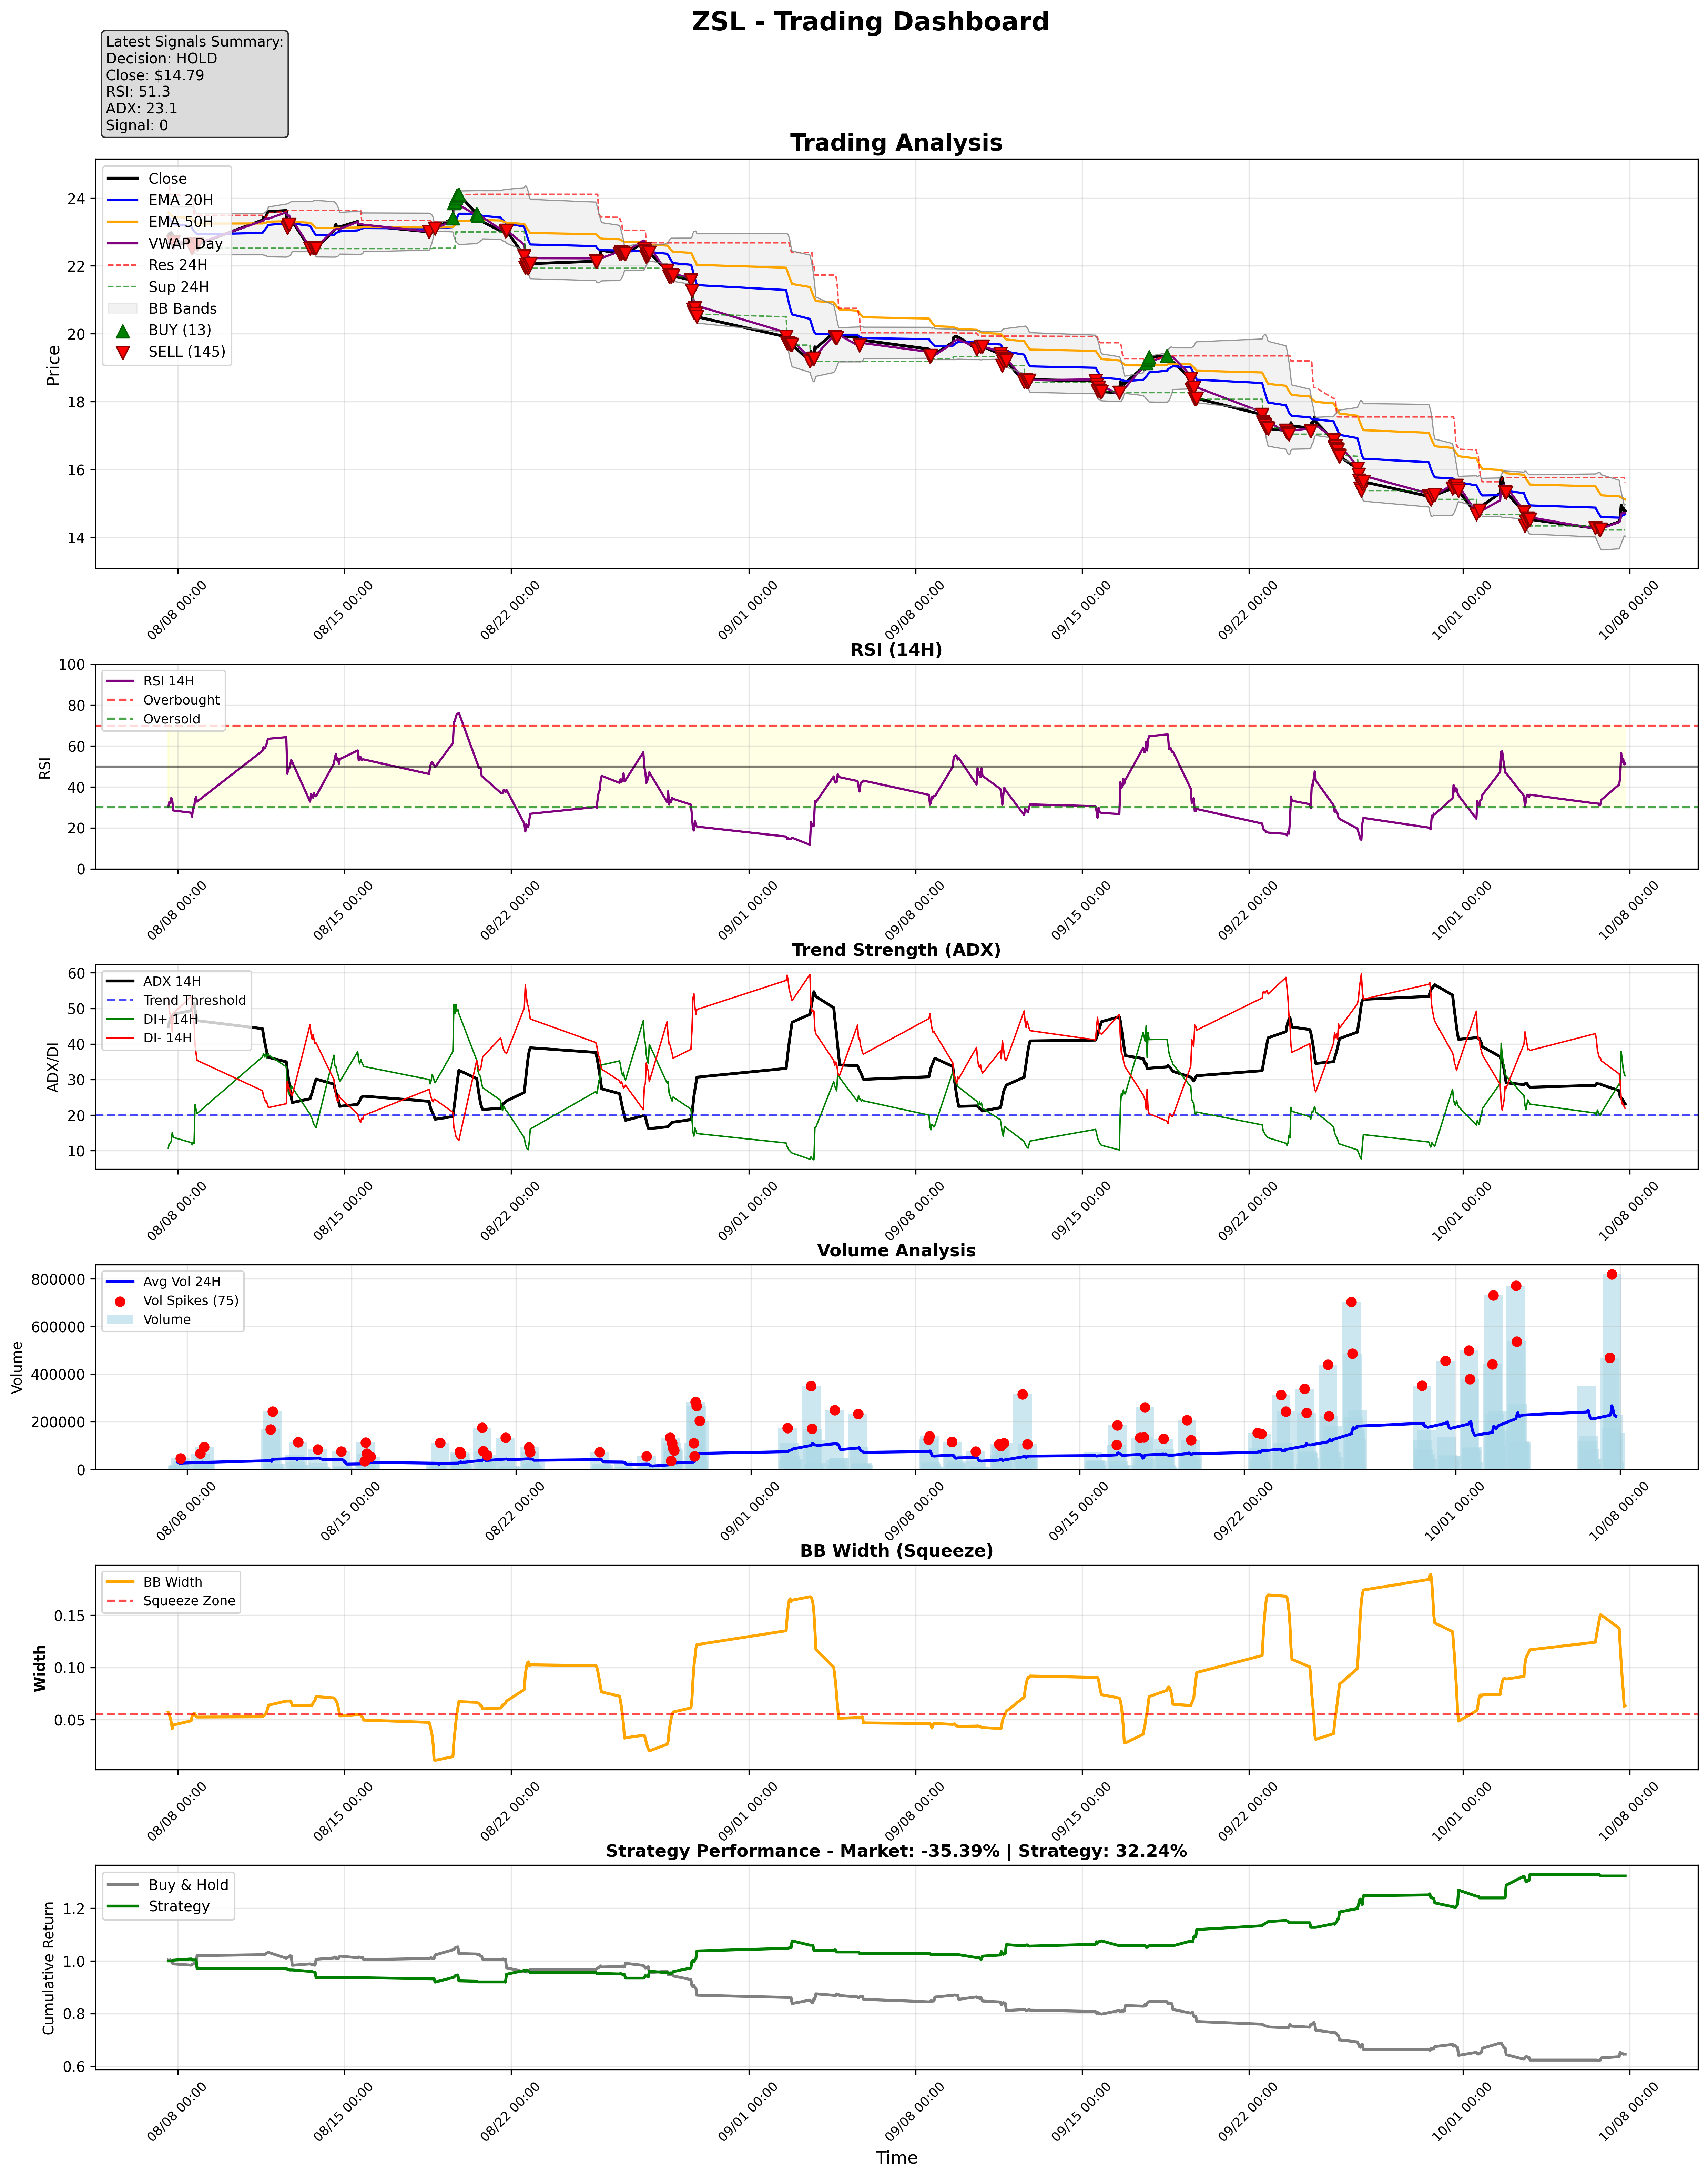 ZSL - Trading Dashboard
Latest Signals Summary:
Decision: HOLD
Close: $14.79
RSI: 51.3
ADX: 23.1
Signal: 0
Trading Analysis
Close
EMA 20H
EMA 50H
VWAP Day
Res 24H
Sup 24H
BB Bands
BUY (13)
SELL (145)
Price
24
22
20
18
16
14
08/08 00:00
08/15 00:00
08/22 00:00
09/01 00:00
09/08 00:00
09/15 00:00
09/22 00:00
10/01 00:00
10/08 00:00
RSI (14H)
RSI 14H
Overbought
Oversold
RSI
100
80
60
40
20
0
08/08 00:00
08/15 00:00
08/22 00:00
09/01 00:00
09/08 00:00
09/15 00:00
09/22 00:00
10/01 00:00
10/08 00:00
Trend Strength (ADX)
ADX 14H
Trend Threshold
DI+ 14H
DI- 14H
ADX/DI
60
50
40
30
20
10
08/08 00:00
08/15 00:00
08/22 00:00
09/01 00:00
09/08 00:00
09/15 00:00
09/22 00:00
10/01 00:00
10/08 00:00
Volume Analysis
Avg Vol 24H
Vol Spikes (75)
Volume
Volume
800000
600000
400000
200000
0
08/08 00:00
08/15 00:00
08/22 00:00
09/01 00:00
09/08 00:00
09/15 00:00
09/22 00:00
10/01 00:00
10/08 00:00
BB Width (Squeeze)
BB Width
Squeeze Zone
Width
0.15
0.10
0.05
08/08 00:00
08/15 00:00
08/22 00:00
09/01 00:00
09/08 00:00
09/15 00:00
09/22 00:00
10/01 00:00
10/08 00:00
Strategy Performance - Market: -35.39% | Strategy: 32.24%
Buy & Hold
Strategy
Cumulative Return
1.2
1.0
0.8
0.6
08/08 00:00
08/15 00:00
08/22 00:00
09/01 00:00
09/08 00:00
09/15 00:00
09/22 00:00
10/01 00:00
10/08 00:00
Time